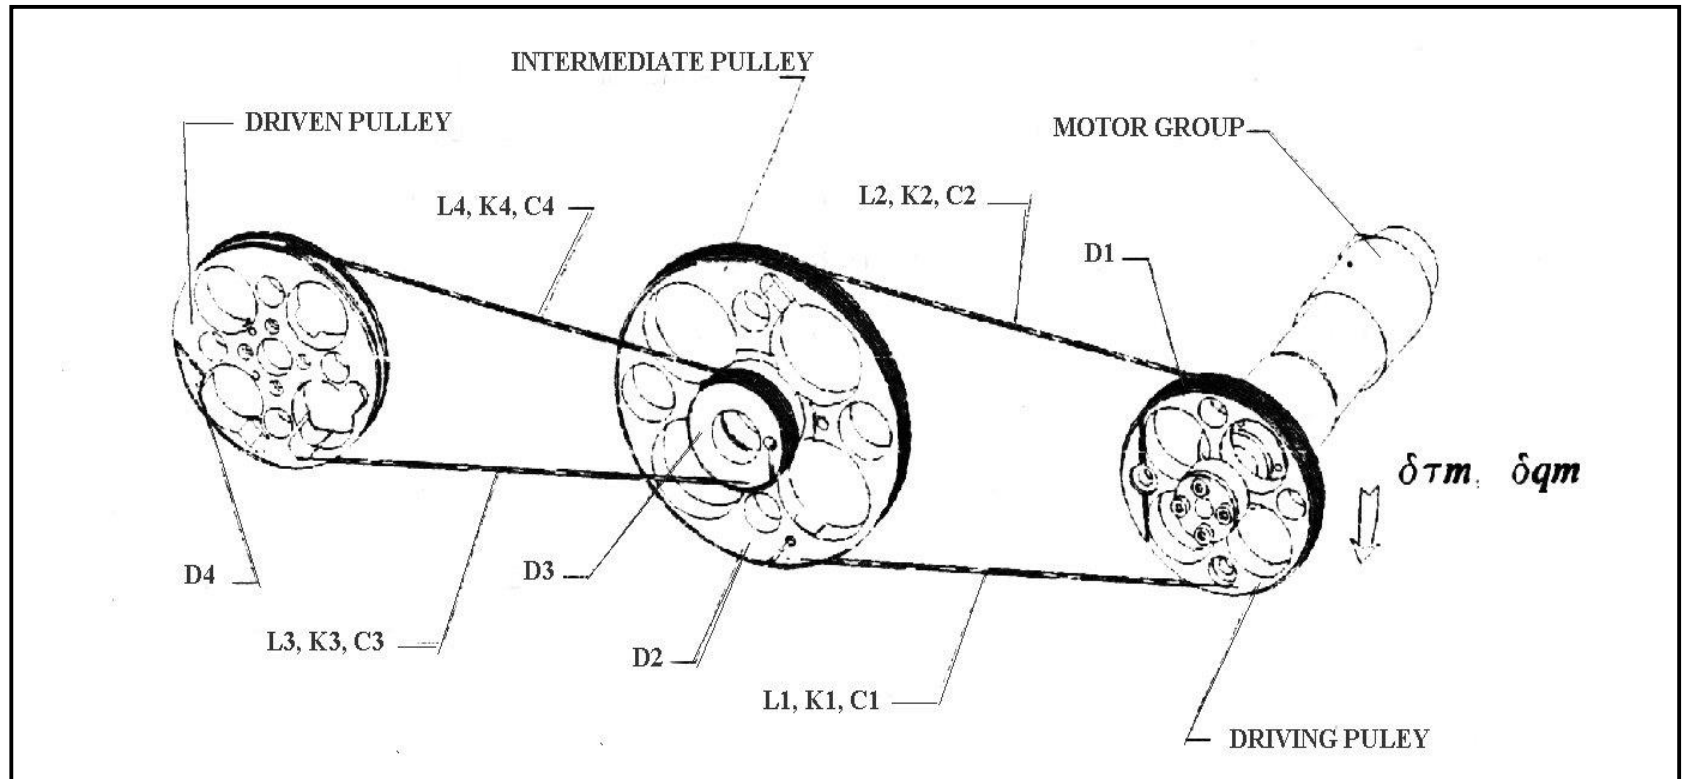 INTERMEDIATE PULLEY
DRIVEN PULLEY
MOTOR GROUP
L4, K4, C4
L2, K2, C2
D1
δτm, δqm
D4
D3
L3, K3, C3
D2
L1, K1, C1
DRIVING PULEY